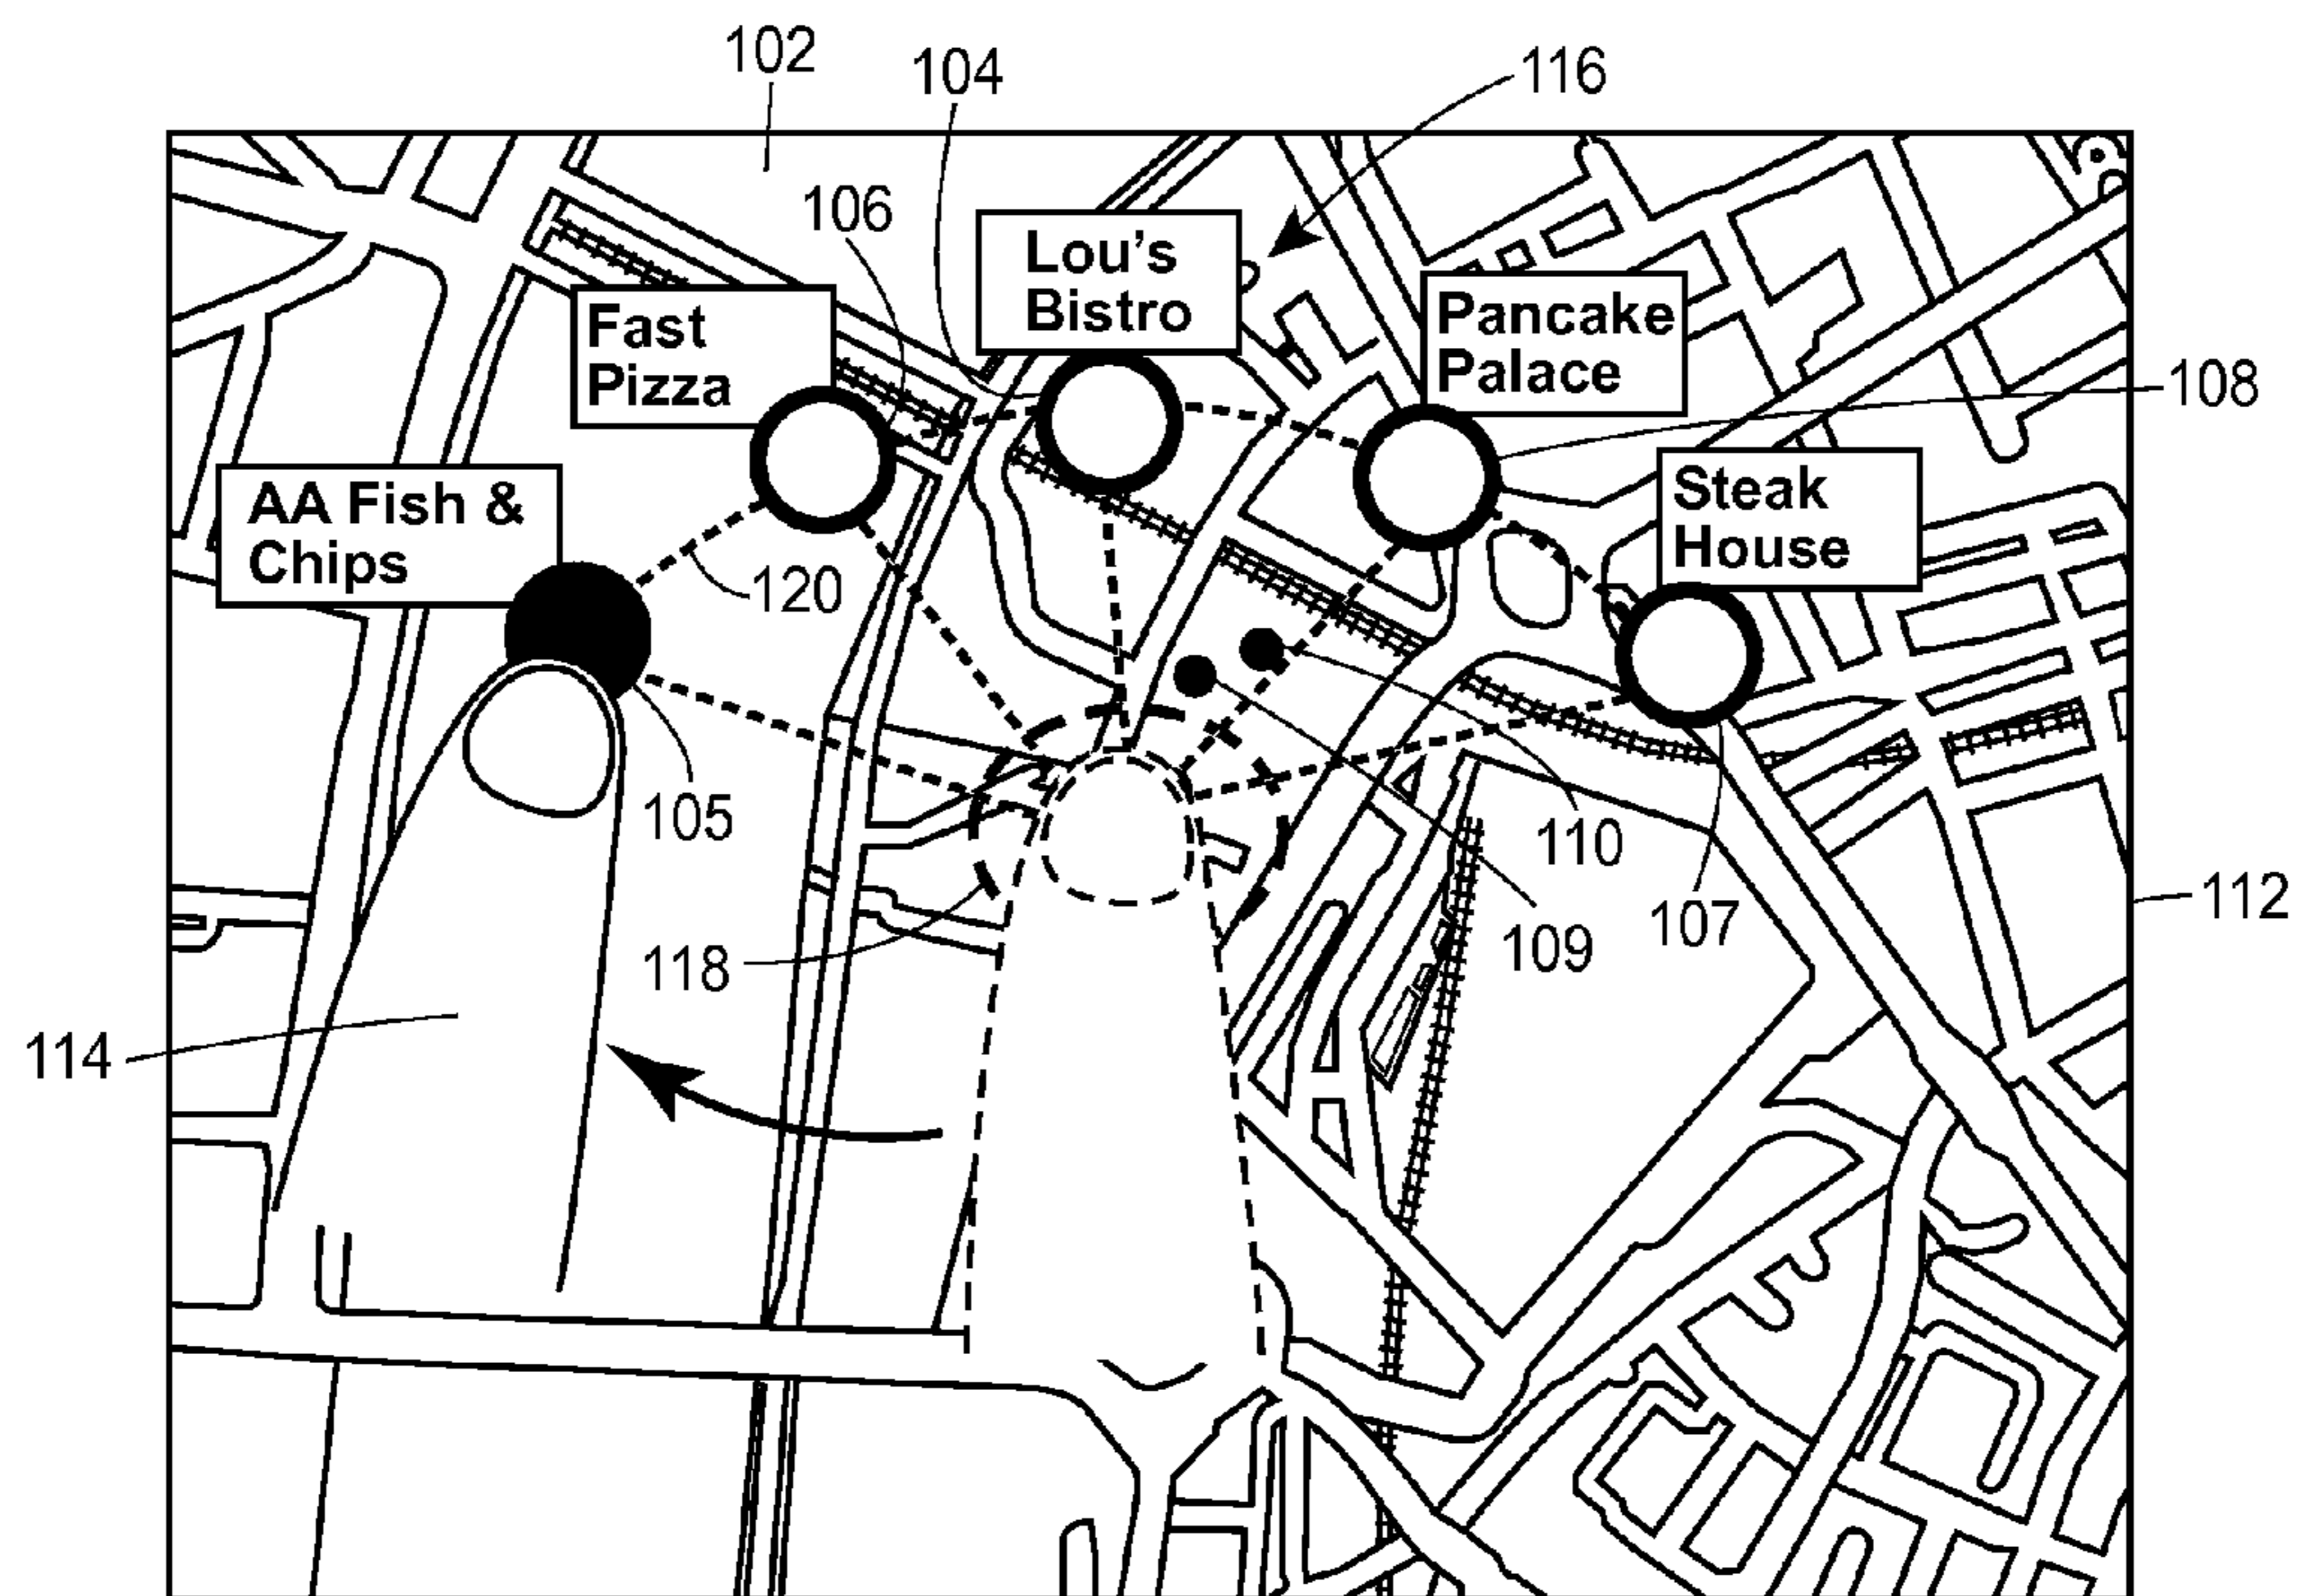 102
104
116
106
Lou's
Bistro
Fast
Pizza
Pancake
Palace
108
AA Fish &
Chips
Steak
House
120
105
110
107
112
109
118
114